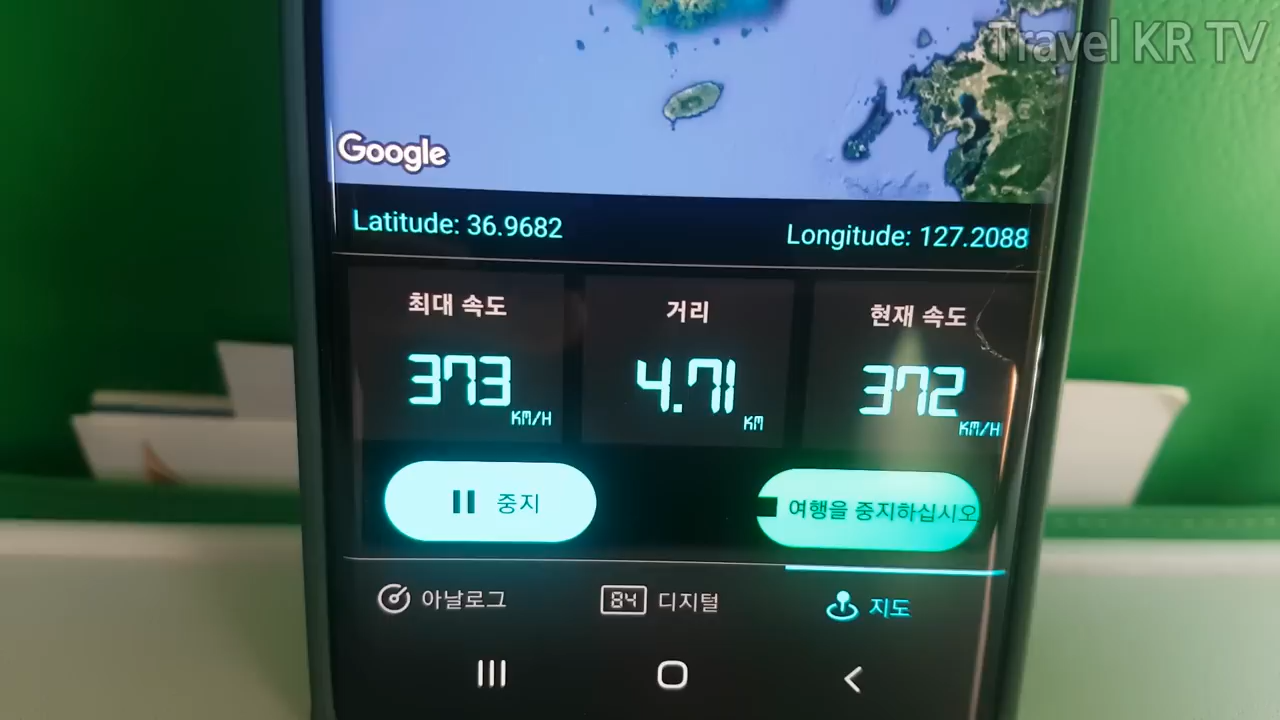 Travel KR TV
Google
Latitude: 36.9682
Longitude: 127.2088
최대 속도
거리
현재 속도
373 KM/H
4.71 KM
372 KM/H
중지
여행을 중지하십시오
아날로그
84 디지털
지도